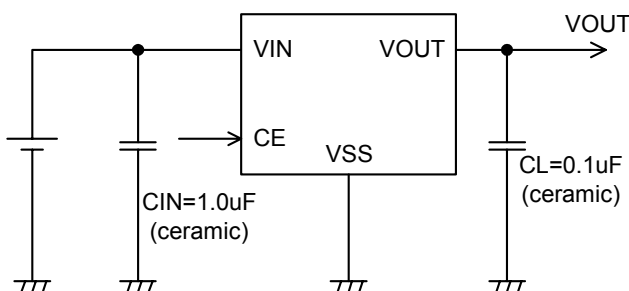 VOUT
VIN
VOUT
CE
VSS
CIN=1.0uF
(ceramic)
CL=0.1uF
(ceramic)